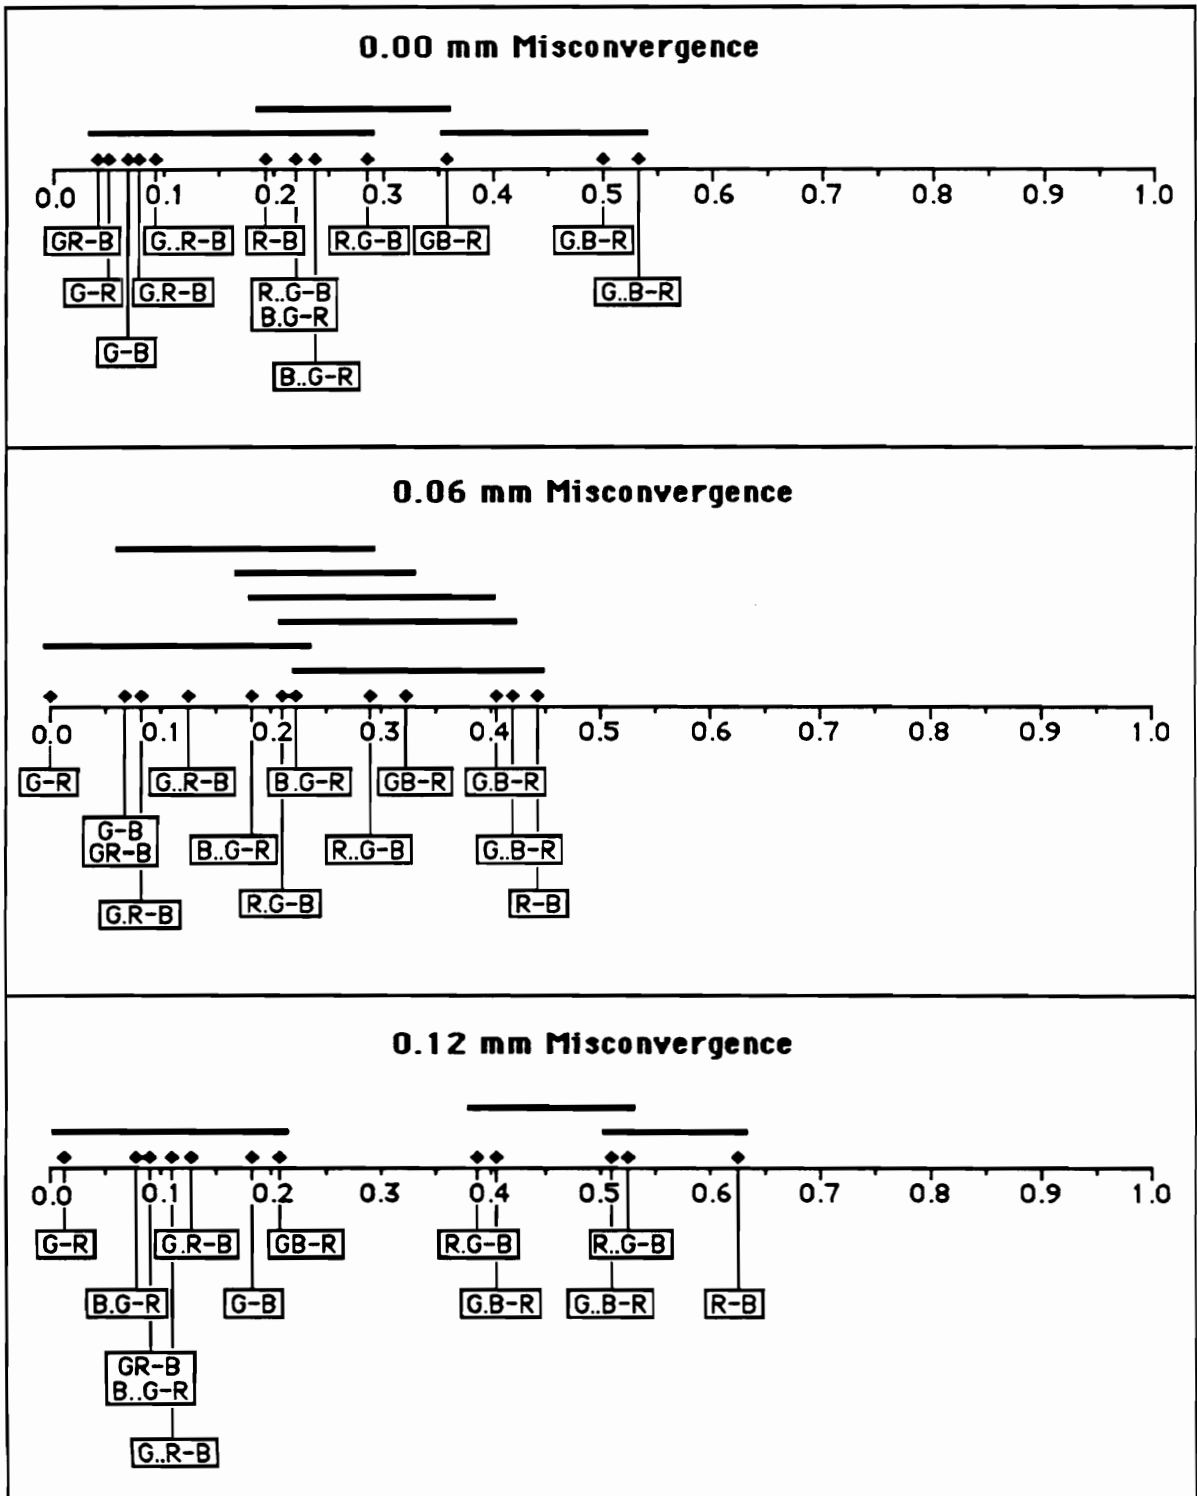 0.00 mm Misconvergence
0.0 0.1 0.2 0.3 0.4 0.5 0.6 0.7 0.8 0.9 1.0
GR-B G..R-B R-B R.G-B GB-R G.B-R
G-R G.R-B R..G-B G..B-R
B.G-R
G-B
B..G-R
0.06 mm Misconvergence
0.0 0.1 0.2 0.3 0.4 0.5 0.6 0.7 0.8 0.9 1.0
G-R G..R-B B.G-R GB-R G.B-R
G-B
GR-B B..G-R R..G-B G..B-R
G.R-B R.G-B R-B
0.12 mm Misconvergence
0.0 0.1 0.2 0.3 0.4 0.5 0.6 0.7 0.8 0.9 1.0
G-R G.R-B GB-R R.G-B R..G-B
B.G-R G-B G.B-R G..B-R R-B
GR-B
B..G-R
G..R-B